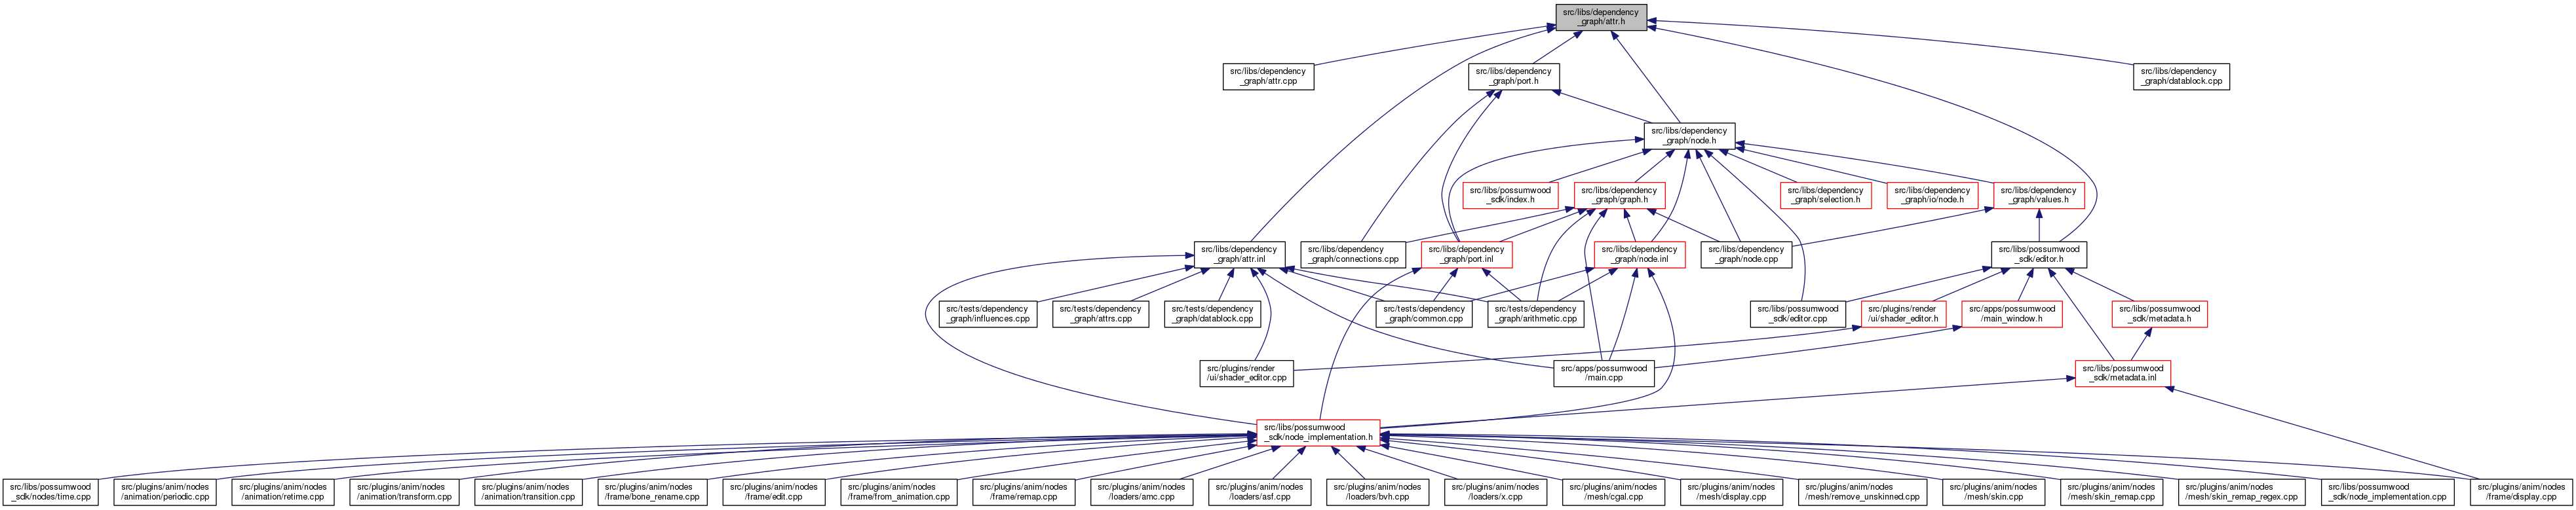 src/libs/dependency
_graph/attr.h
src/libs/dependency
_graph/attr.cpp
src/libs/dependency
_graph/port.h
src/libs/dependency
_graph/datablock.cpp
src/libs/dependency
_graph/node.h
src/libs/possumwood
_sdk/index.h
src/libs/dependency
_graph/graph.h
src/libs/dependency
_graph/selection.h
src/libs/dependency
_graph/io/node.h
src/libs/dependency
_graph/values.h
src/libs/dependency
_graph/attr.inl
src/libs/dependency
_graph/connections.cpp
src/libs/dependency
_graph/port.inl
src/libs/dependency
_graph/node.inl
src/libs/dependency
_graph/node.cpp
src/libs/possumwood
_sdk/editor.h
src/tests/dependency
_graph/influences.cpp
src/tests/dependency
_graph/attrs.cpp
src/tests/dependency
_graph/datablock.cpp
src/tests/dependency
_graph/common.cpp
src/tests/dependency
_graph/arithmetic.cpp
src/libs/possumwood
_sdk/editor.cpp
src/plugins/render
/ui/shader_editor.h
src/apps/possumwood
/main_window.h
src/libs/possumwood
_sdk/metadata.h
src/plugins/render
/ui/shader_editor.cpp
src/apps/possumwood
/main.cpp
src/libs/possumwood
_sdk/metadata.inl
src/libs/possumwood
_sdk/node_implementation.h
src/libs/possumwood
_sdk/nodes/time.cpp
src/plugins/anim/nodes
/animation/periodic.cpp
src/plugins/anim/nodes
/animation/retime.cpp
src/plugins/anim/nodes
/animation/transform.cpp
src/plugins/anim/nodes
/animation/transition.cpp
src/plugins/anim/nodes
/frame/bone_rename.cpp
src/plugins/anim/nodes
/frame/edit.cpp
src/plugins/anim/nodes
/frame/from_animation.cpp
src/plugins/anim/nodes
/frame/remap.cpp
src/plugins/anim/nodes
/loaders/amc.cpp
src/plugins/anim/nodes
/loaders/asf.cpp
src/plugins/anim/nodes
/loaders/bvh.cpp
src/plugins/anim/nodes
/loaders/x.cpp
src/plugins/anim/nodes
/mesh/cgal.cpp
src/plugins/anim/nodes
/mesh/display.cpp
src/plugins/anim/nodes
/mesh/remove_unskinned.cpp
src/plugins/anim/nodes
/mesh/skin.cpp
src/plugins/anim/nodes
/mesh/skin_remap.cpp
src/plugins/anim/nodes
/mesh/skin_remap_regex.cpp
src/libs/possumwood
_sdk/node_implementation.cpp
src/plugins/anim/nodes
/frame/display.cpp